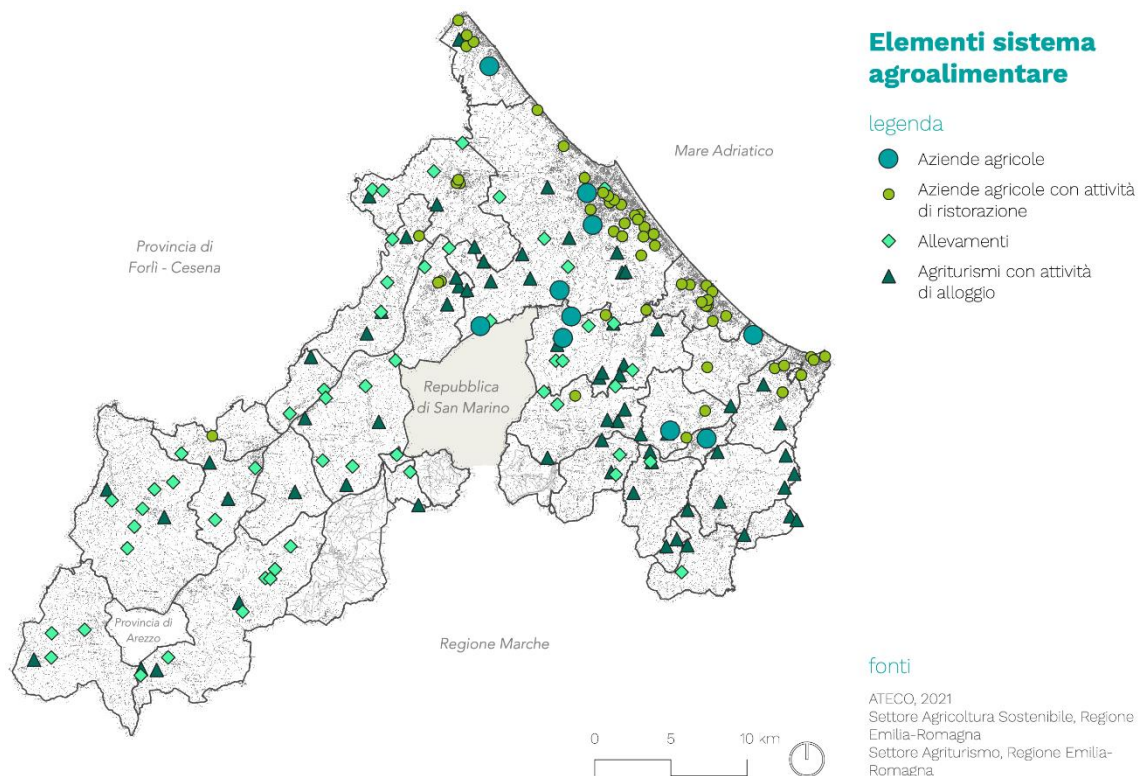 Elementi sistema
agroalimentare
legenda
Aziende agricole
Aziende agricole con attività
di ristorazione
Allevamenti
Agriturismi con attività
di alloggio
Mare Adriatico
Provincia di
Forlì - Cesena
Repubblica
di San Marino
Provincia di
Arezzo
Regione Marche
0 5 10 km
fonti
ATECO, 2021
Settore Agricoltura Sostenibile, Regione
Emilia-Romagna
Settore Agriturismo, Regione Emilia-
Romagna